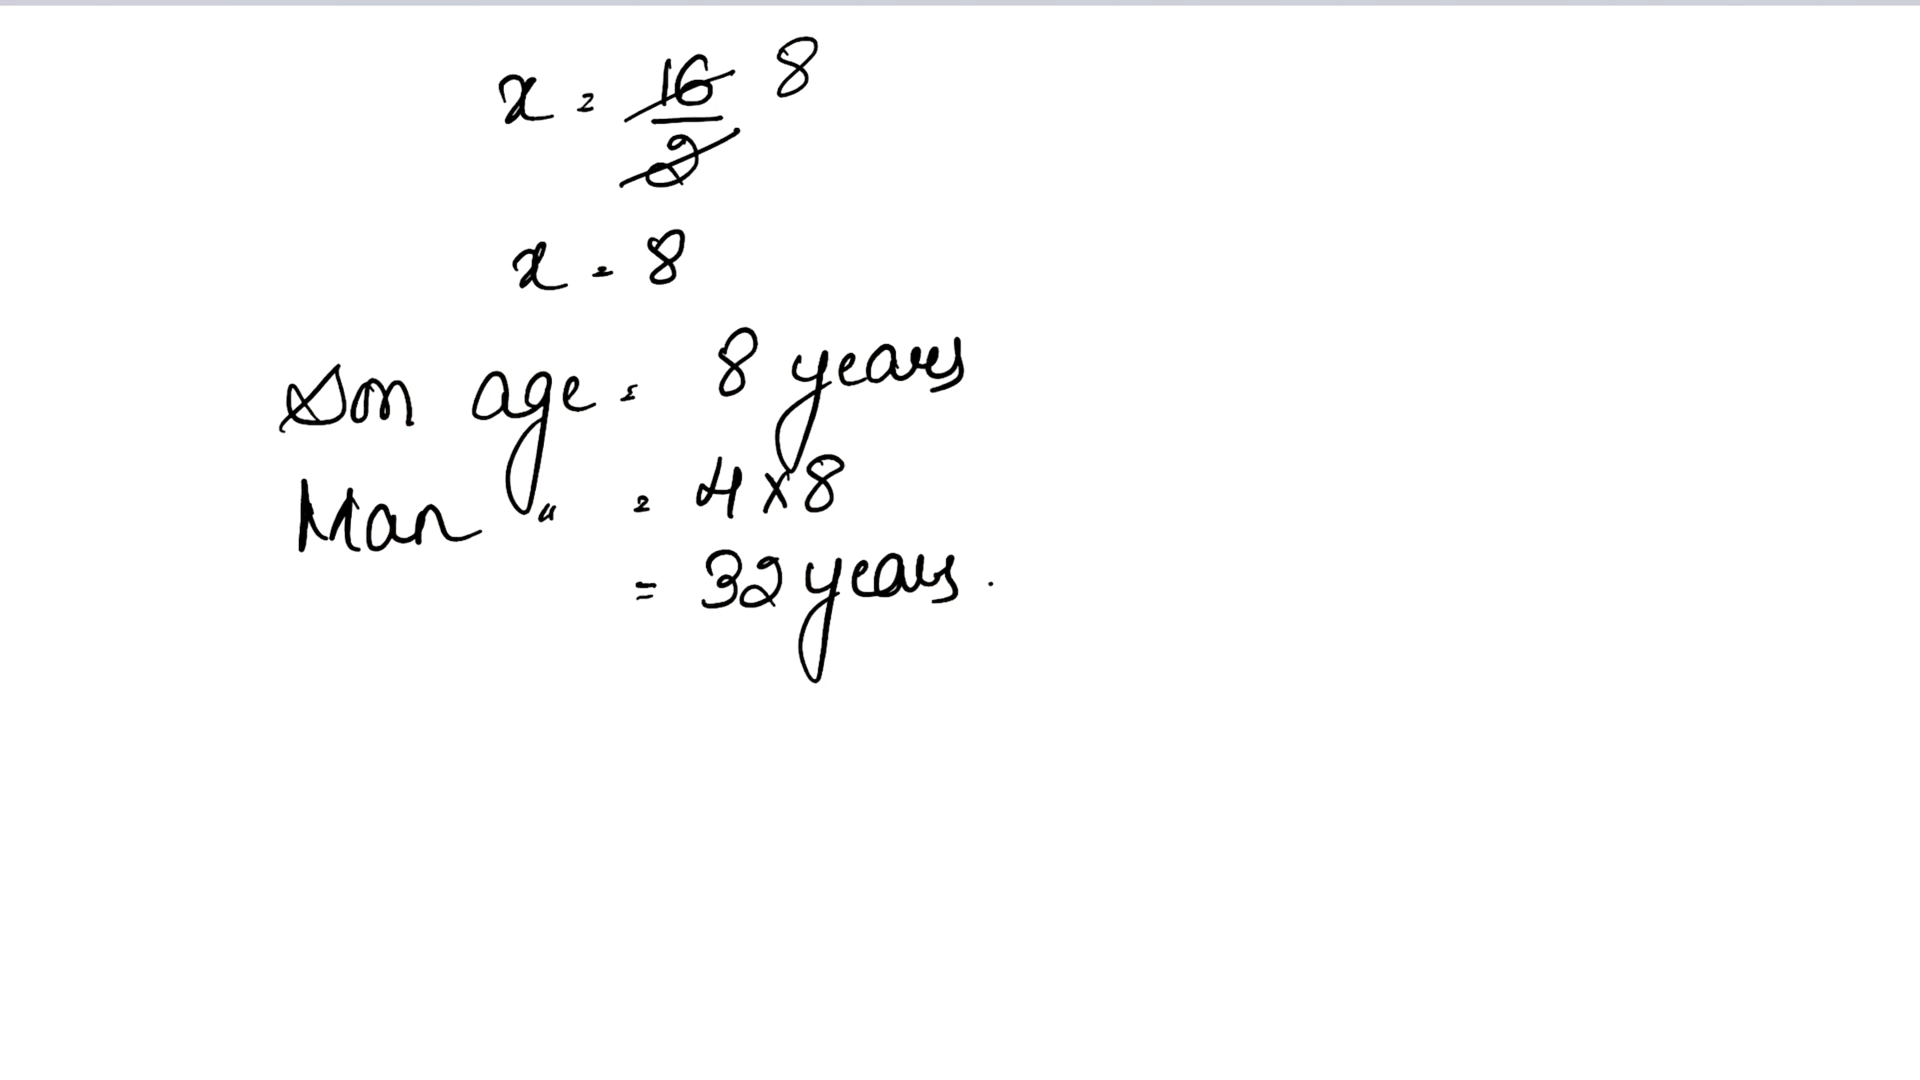 x = 16/2 8
x = 8
Son age = 8 years
Man " = 4×8
= 32 years.